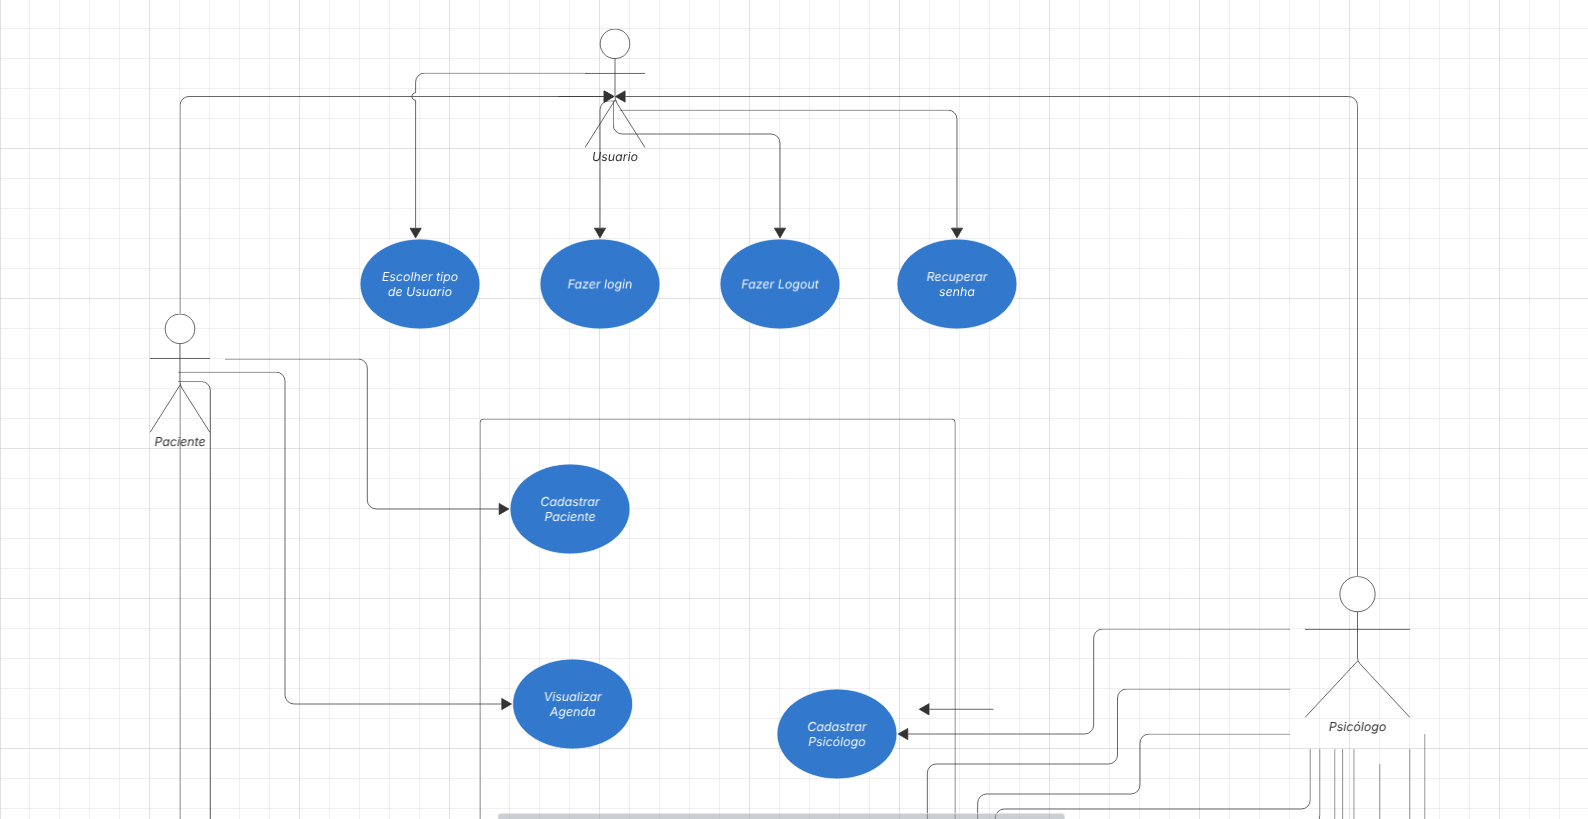 Usuario
Escolher tipo
de Usuario
Fazer login
Fazer Logout
Recuperar
senha
Paciente
Cadastrar
Paciente
Visualizar
Agenda
Cadastrar
Psicólogo
Psicólogo